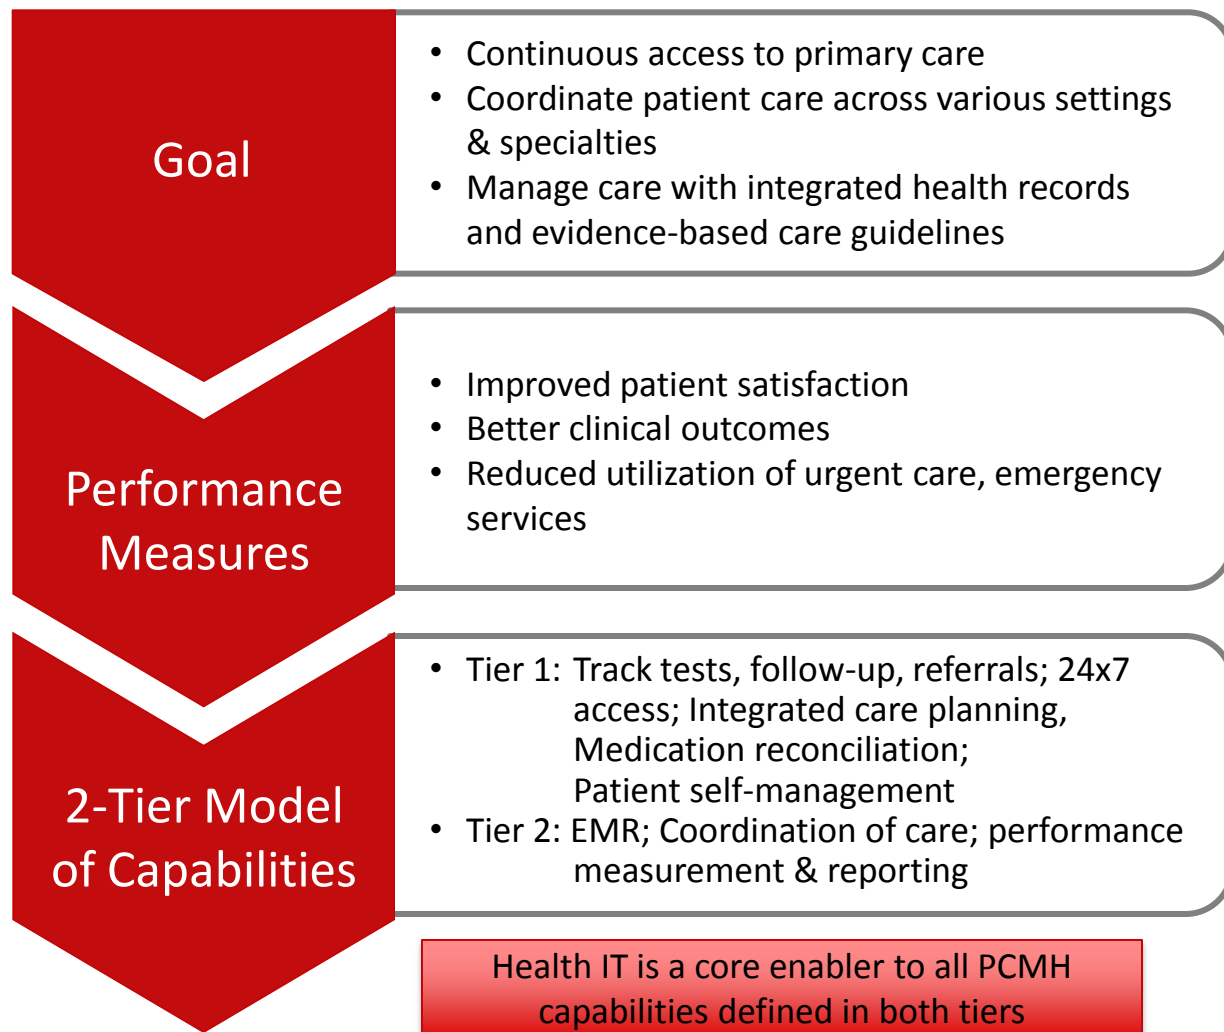 Goal
• Continuous access to primary care
• Coordinate patient care across various settings
& specialties
• Manage care with integrated health records
and evidence-based care guidelines
Performance
Measures
• Improved patient satisfaction
• Better clinical outcomes
• Reduced utilization of urgent care, emergency
services
2-Tier Model
of Capabilities
• Tier 1: Track tests, follow-up, referrals; 24x7
access; Integrated care planning,
Medication reconciliation;
Patient self-management
• Tier 2: EMR; Coordination of care; performance
measurement & reporting
Health IT is a core enabler to all PCMH
capabilities defined in both tiers